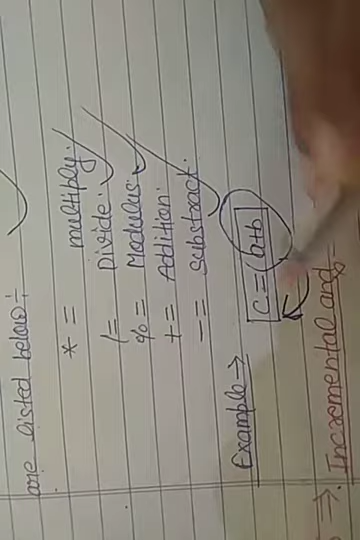 are listed below :-
* = multiply.
/= Divide.
%= Modulus.
+= Addition.
-= Substract.
Example →
C=(a+b)
⇒ Incremental and